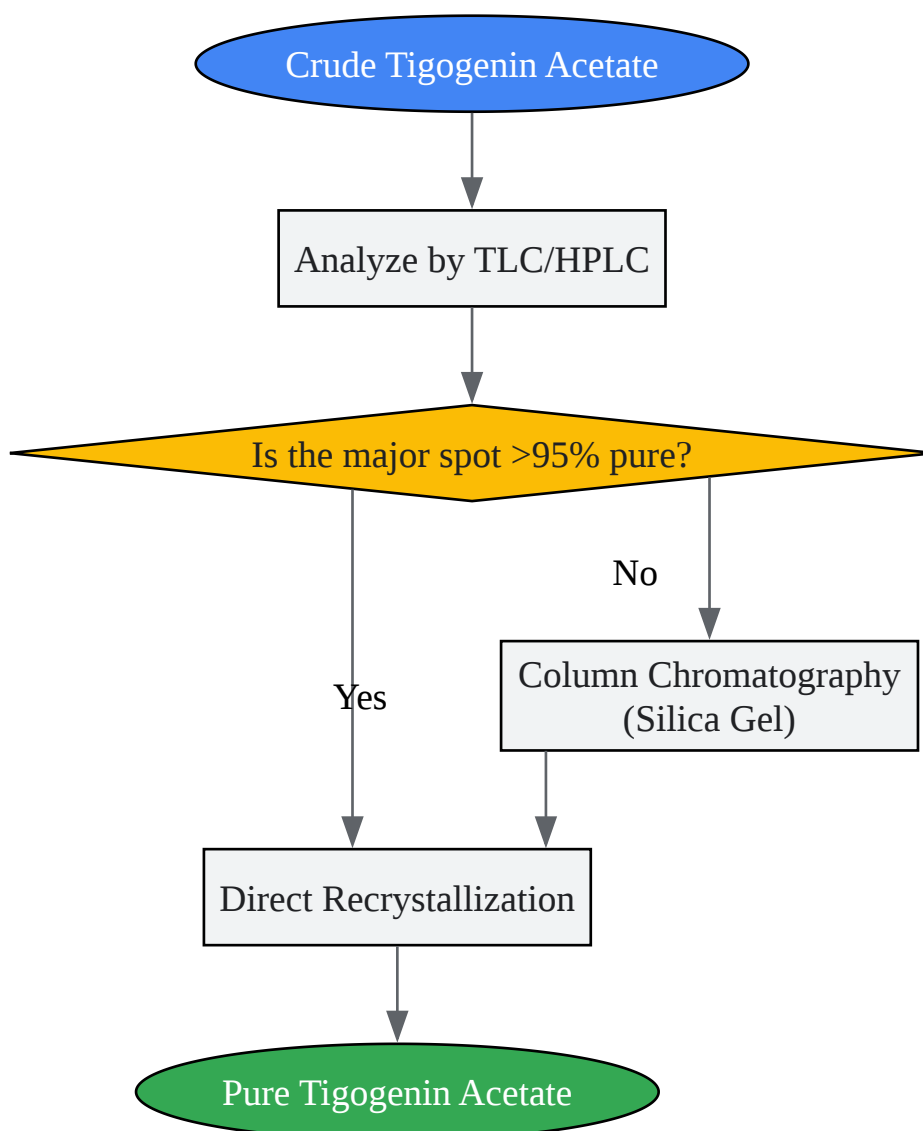 Crude Tigogenin Acetate
Analyze by TLC/HPLC
Is the major spot >95% pure?
No
Column Chromatography
(Silica Gel)
Yes
Direct Recrystallization
Pure Tigogenin Acetate